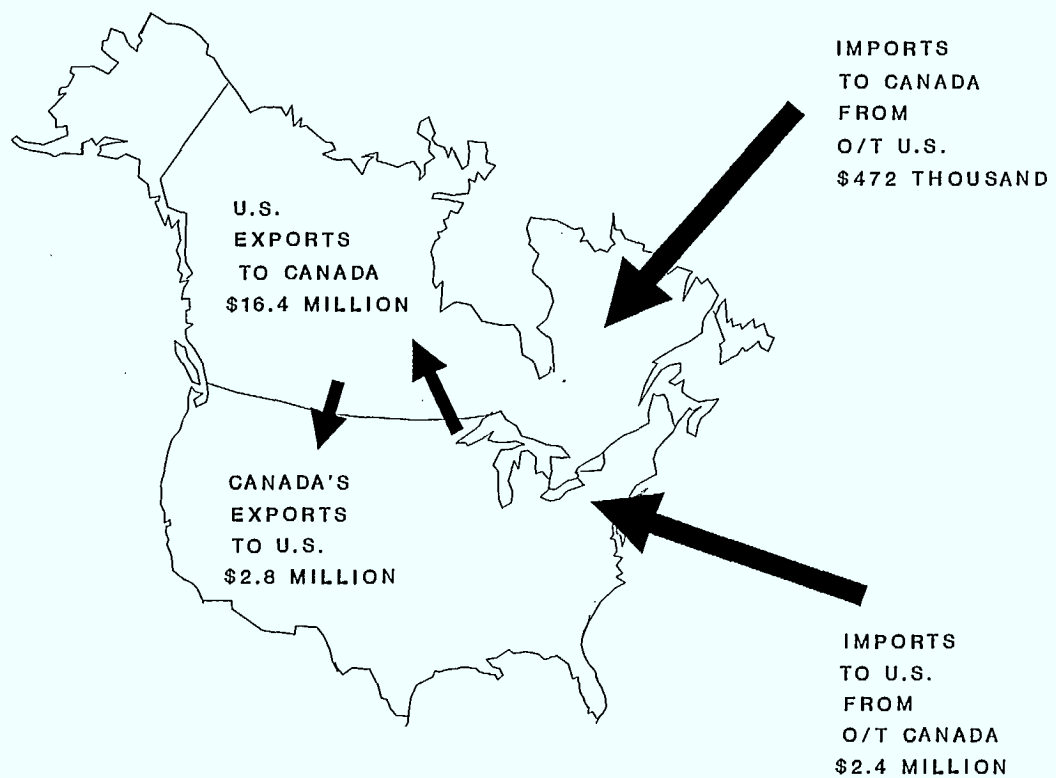 IMPORTS
TO CANADA
FROM
O/T U.S.
$472 THOUSAND
U.S.
EXPORTS
TO CANADA
$16.4 MILLION
CANADA'S
EXPORTS
TO U.S.
$2.8 MILLION
IMPORTS
TO U.S.
FROM
O/T CANADA
$2.4 MILLION